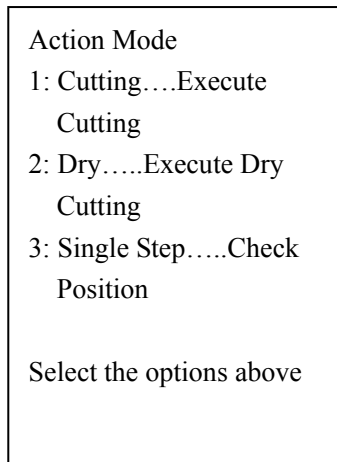 Action Mode
1: Cutting….Execute
Cutting
2: Dry…..Execute Dry
Cutting
3: Single Step…..Check
Position
Select the options above